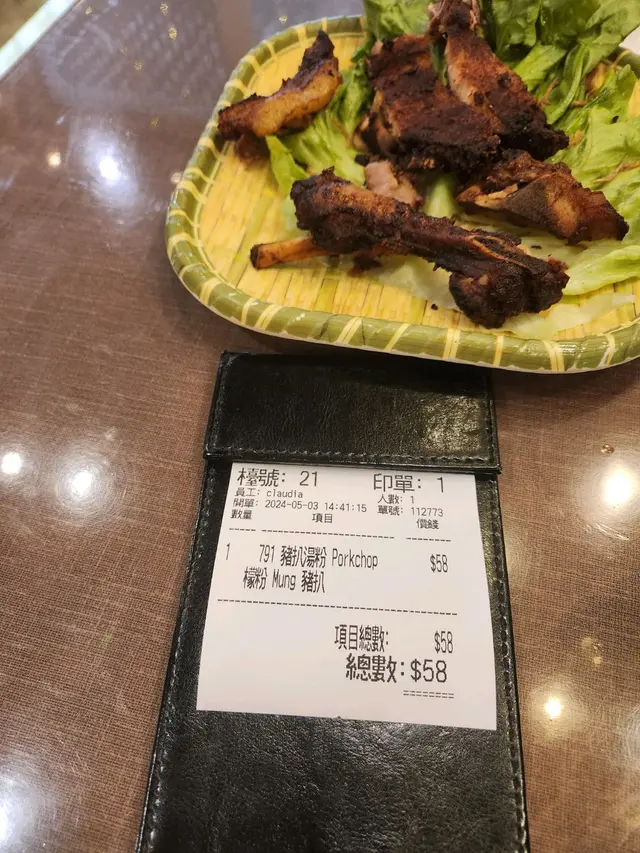 檯號: 21 印單: 1
員工: claudia 人數: 1
開單: 2024-05-03 14:41:15 單號: 112773
數量 項目 價錢
1 791 豬扒湯粉 Porkchop $58
檬粉 Mung 豬扒
項目總數: $58
總數: $58